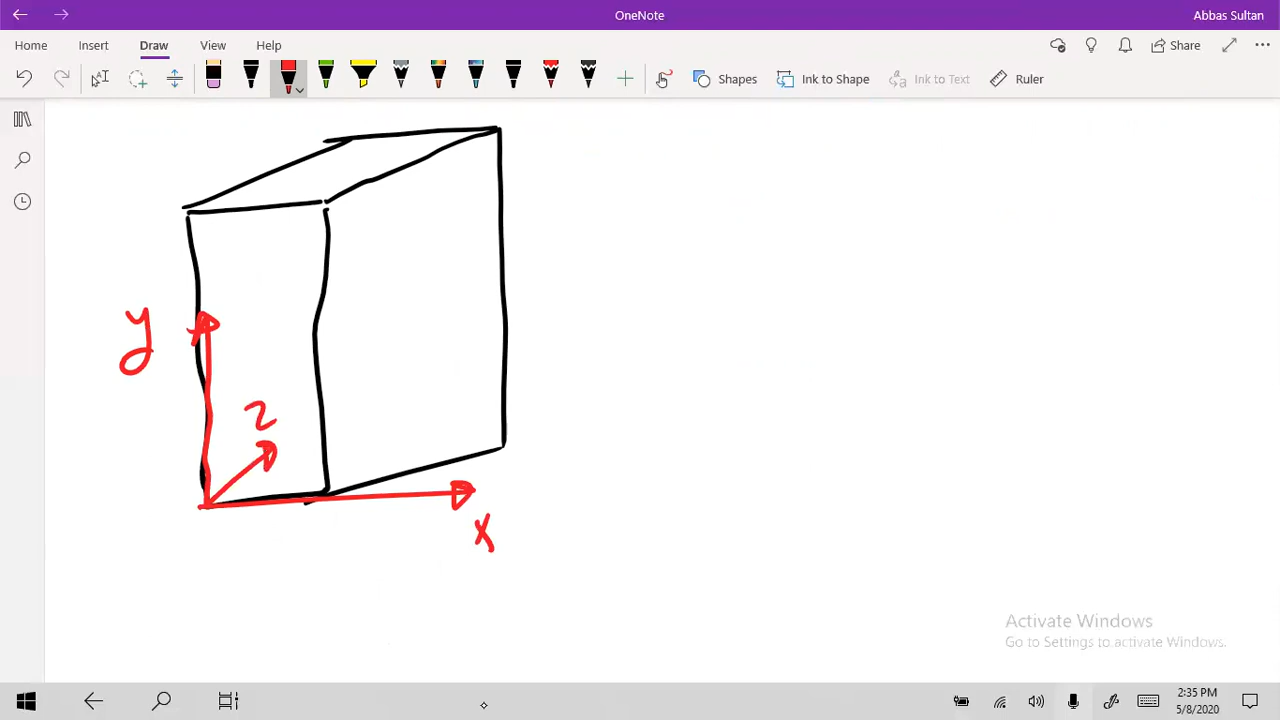 OneNote
Abbas Sultan
Home Insert Draw View Help
Share
Shapes
Ink to Shape
Ink to Text
Ruler
y
z
x
Activate Windows
Go to Settings to activate Windows.
2:35 PM
5/8/2020